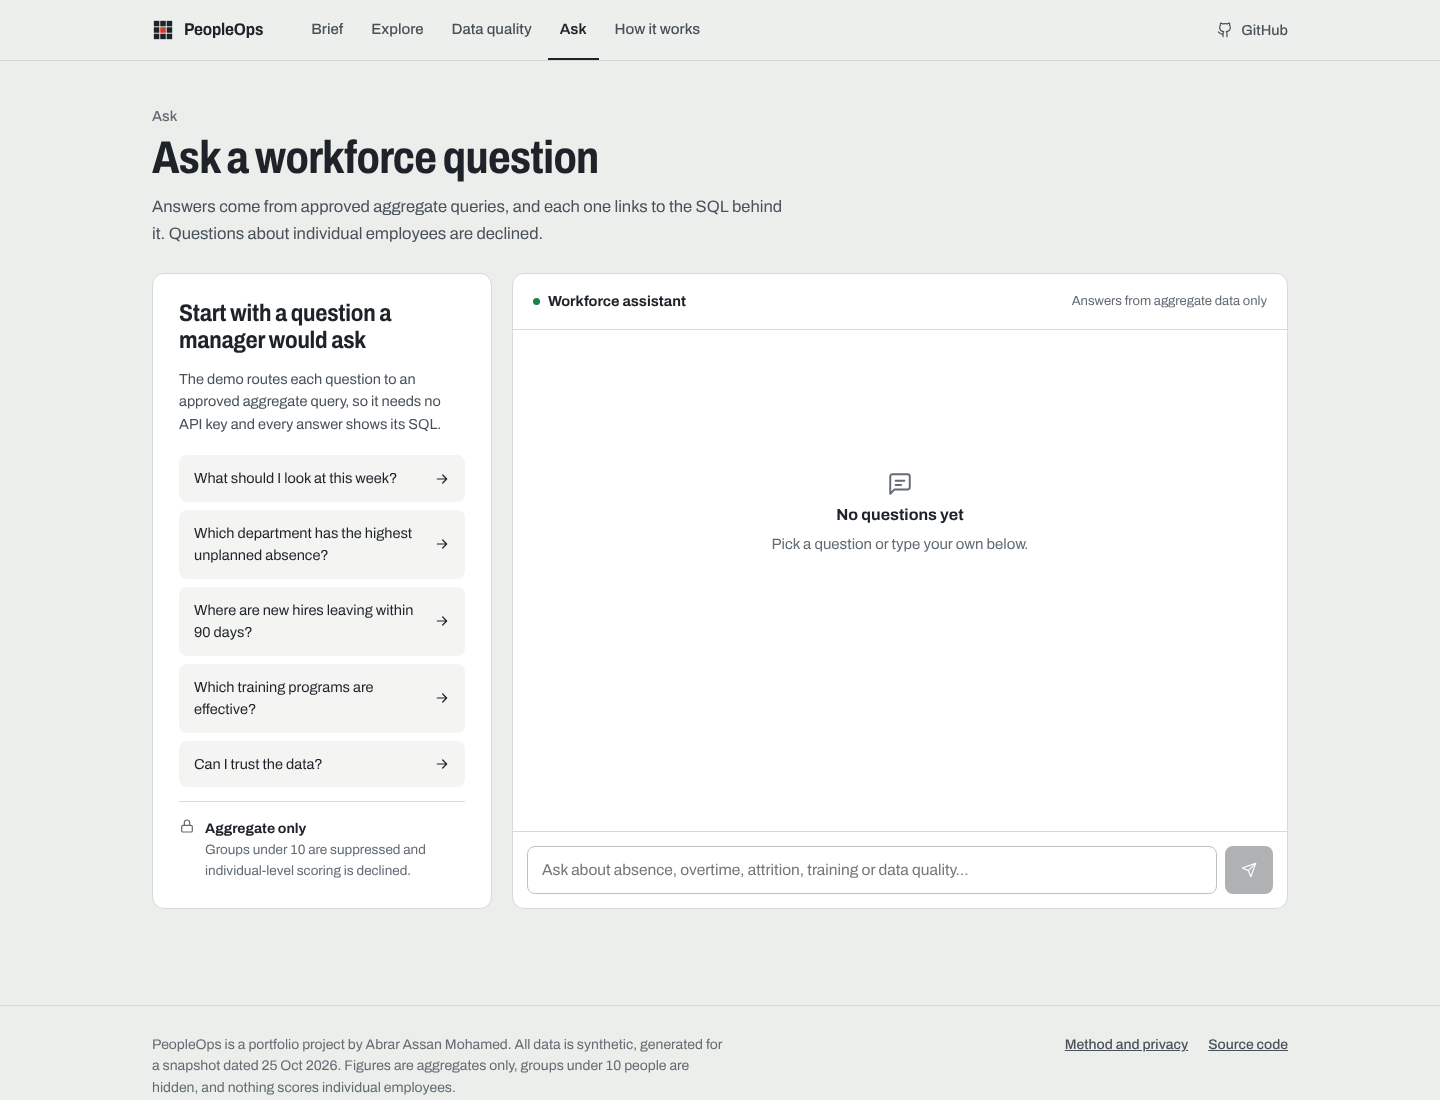 PeopleOps
Brief
Explore
Data quality
Ask
How it works
GitHub
Ask
Ask a workforce question
Answers come from approved aggregate queries, and each one links to the SQL behind
it. Questions about individual employees are declined.
Start with a question a
manager would ask
The demo routes each question to an
approved aggregate query, so it needs no
API key and every answer shows its SQL.
What should I look at this week?
Which department has the highest
unplanned absence?
Where are new hires leaving within
90 days?
Which training programs are
effective?
Can I trust the data?
Aggregate only
Groups under 10 are suppressed and
individual-level scoring is declined.
Workforce assistant
Answers from aggregate data only
No questions yet
Pick a question or type your own below.
Ask about absence, overtime, attrition, training or data quality…
PeopleOps is a portfolio project by Abrar Assan Mohamed. All data is synthetic, generated for
a snapshot dated 25 Oct 2026. Figures are aggregates only, groups under 10 people are
hidden, and nothing scores individual employees.
Method and privacy
Source code